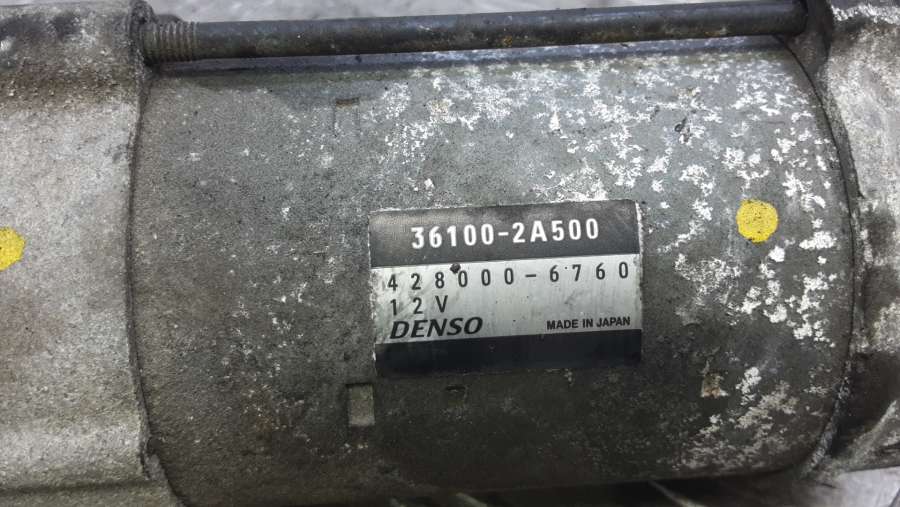 36100-2A500
428000-6760
12V
DENSO MADE IN JAPAN